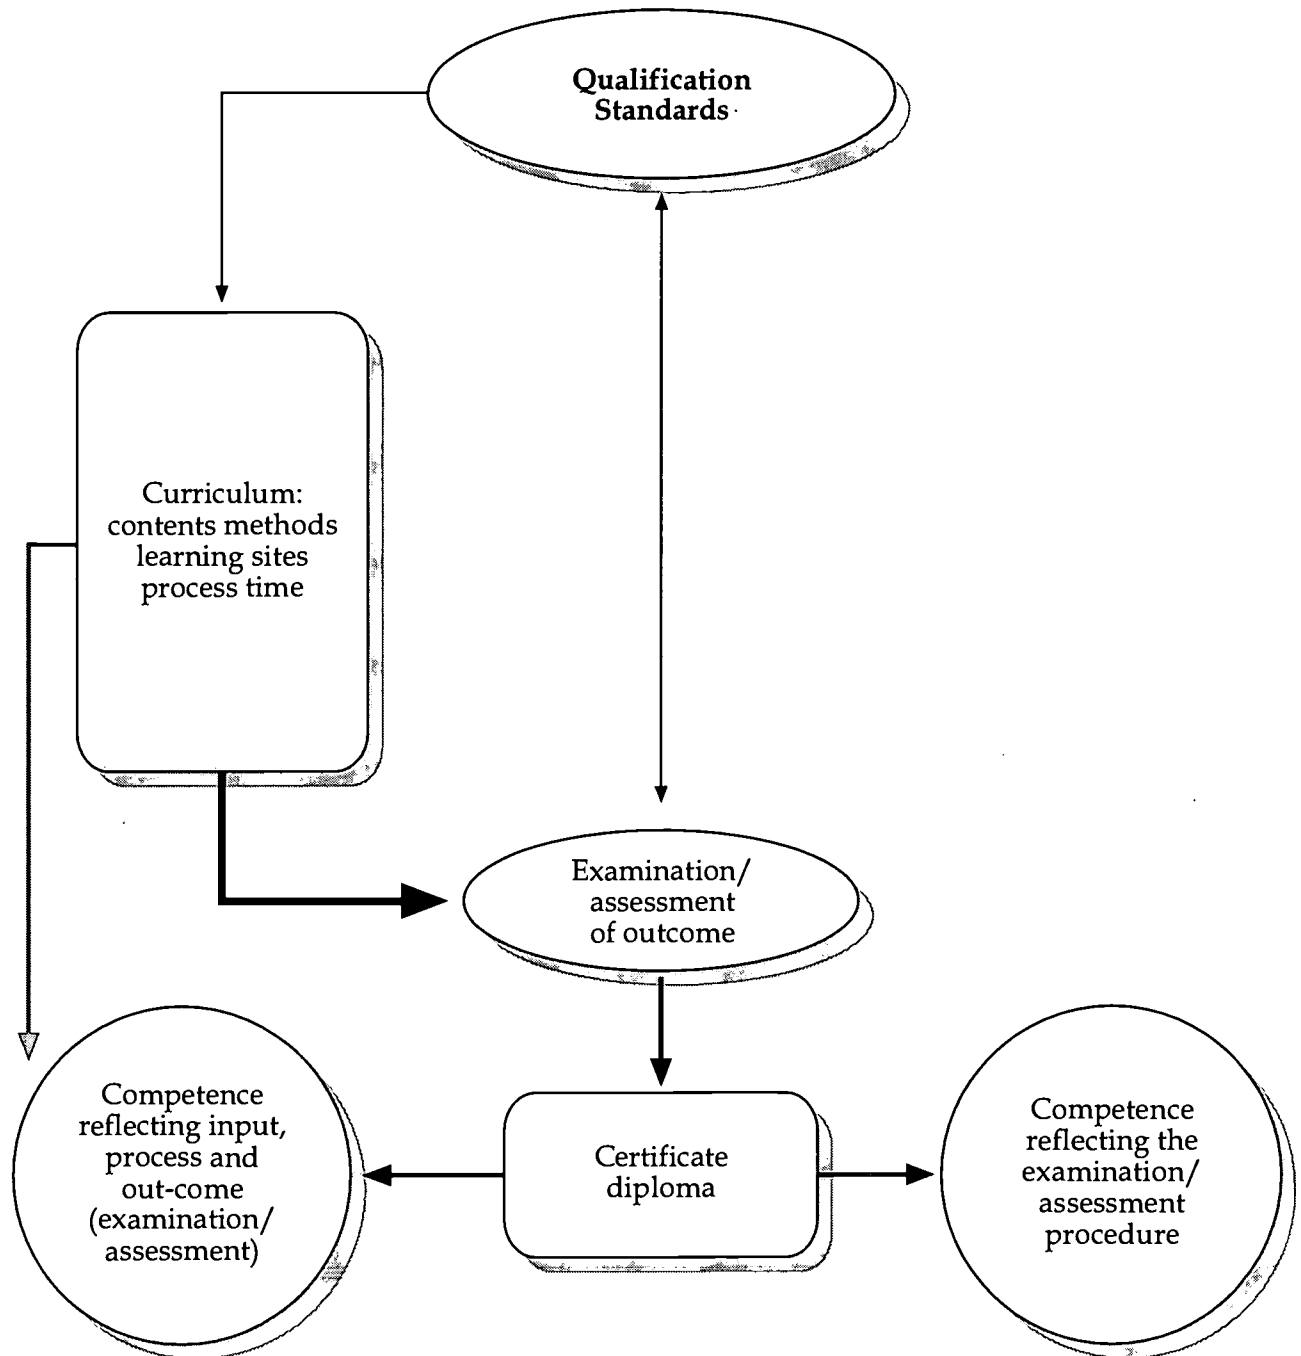 Qualification
Standards
Curriculum:
contents methods
learning sites
process time
Examination/
assessment
of outcome
Competence
reflecting input,
process and
out-come
(examination/
assessment)
Certificate
diploma
Competence
reflecting the
examination/
assessment
procedure